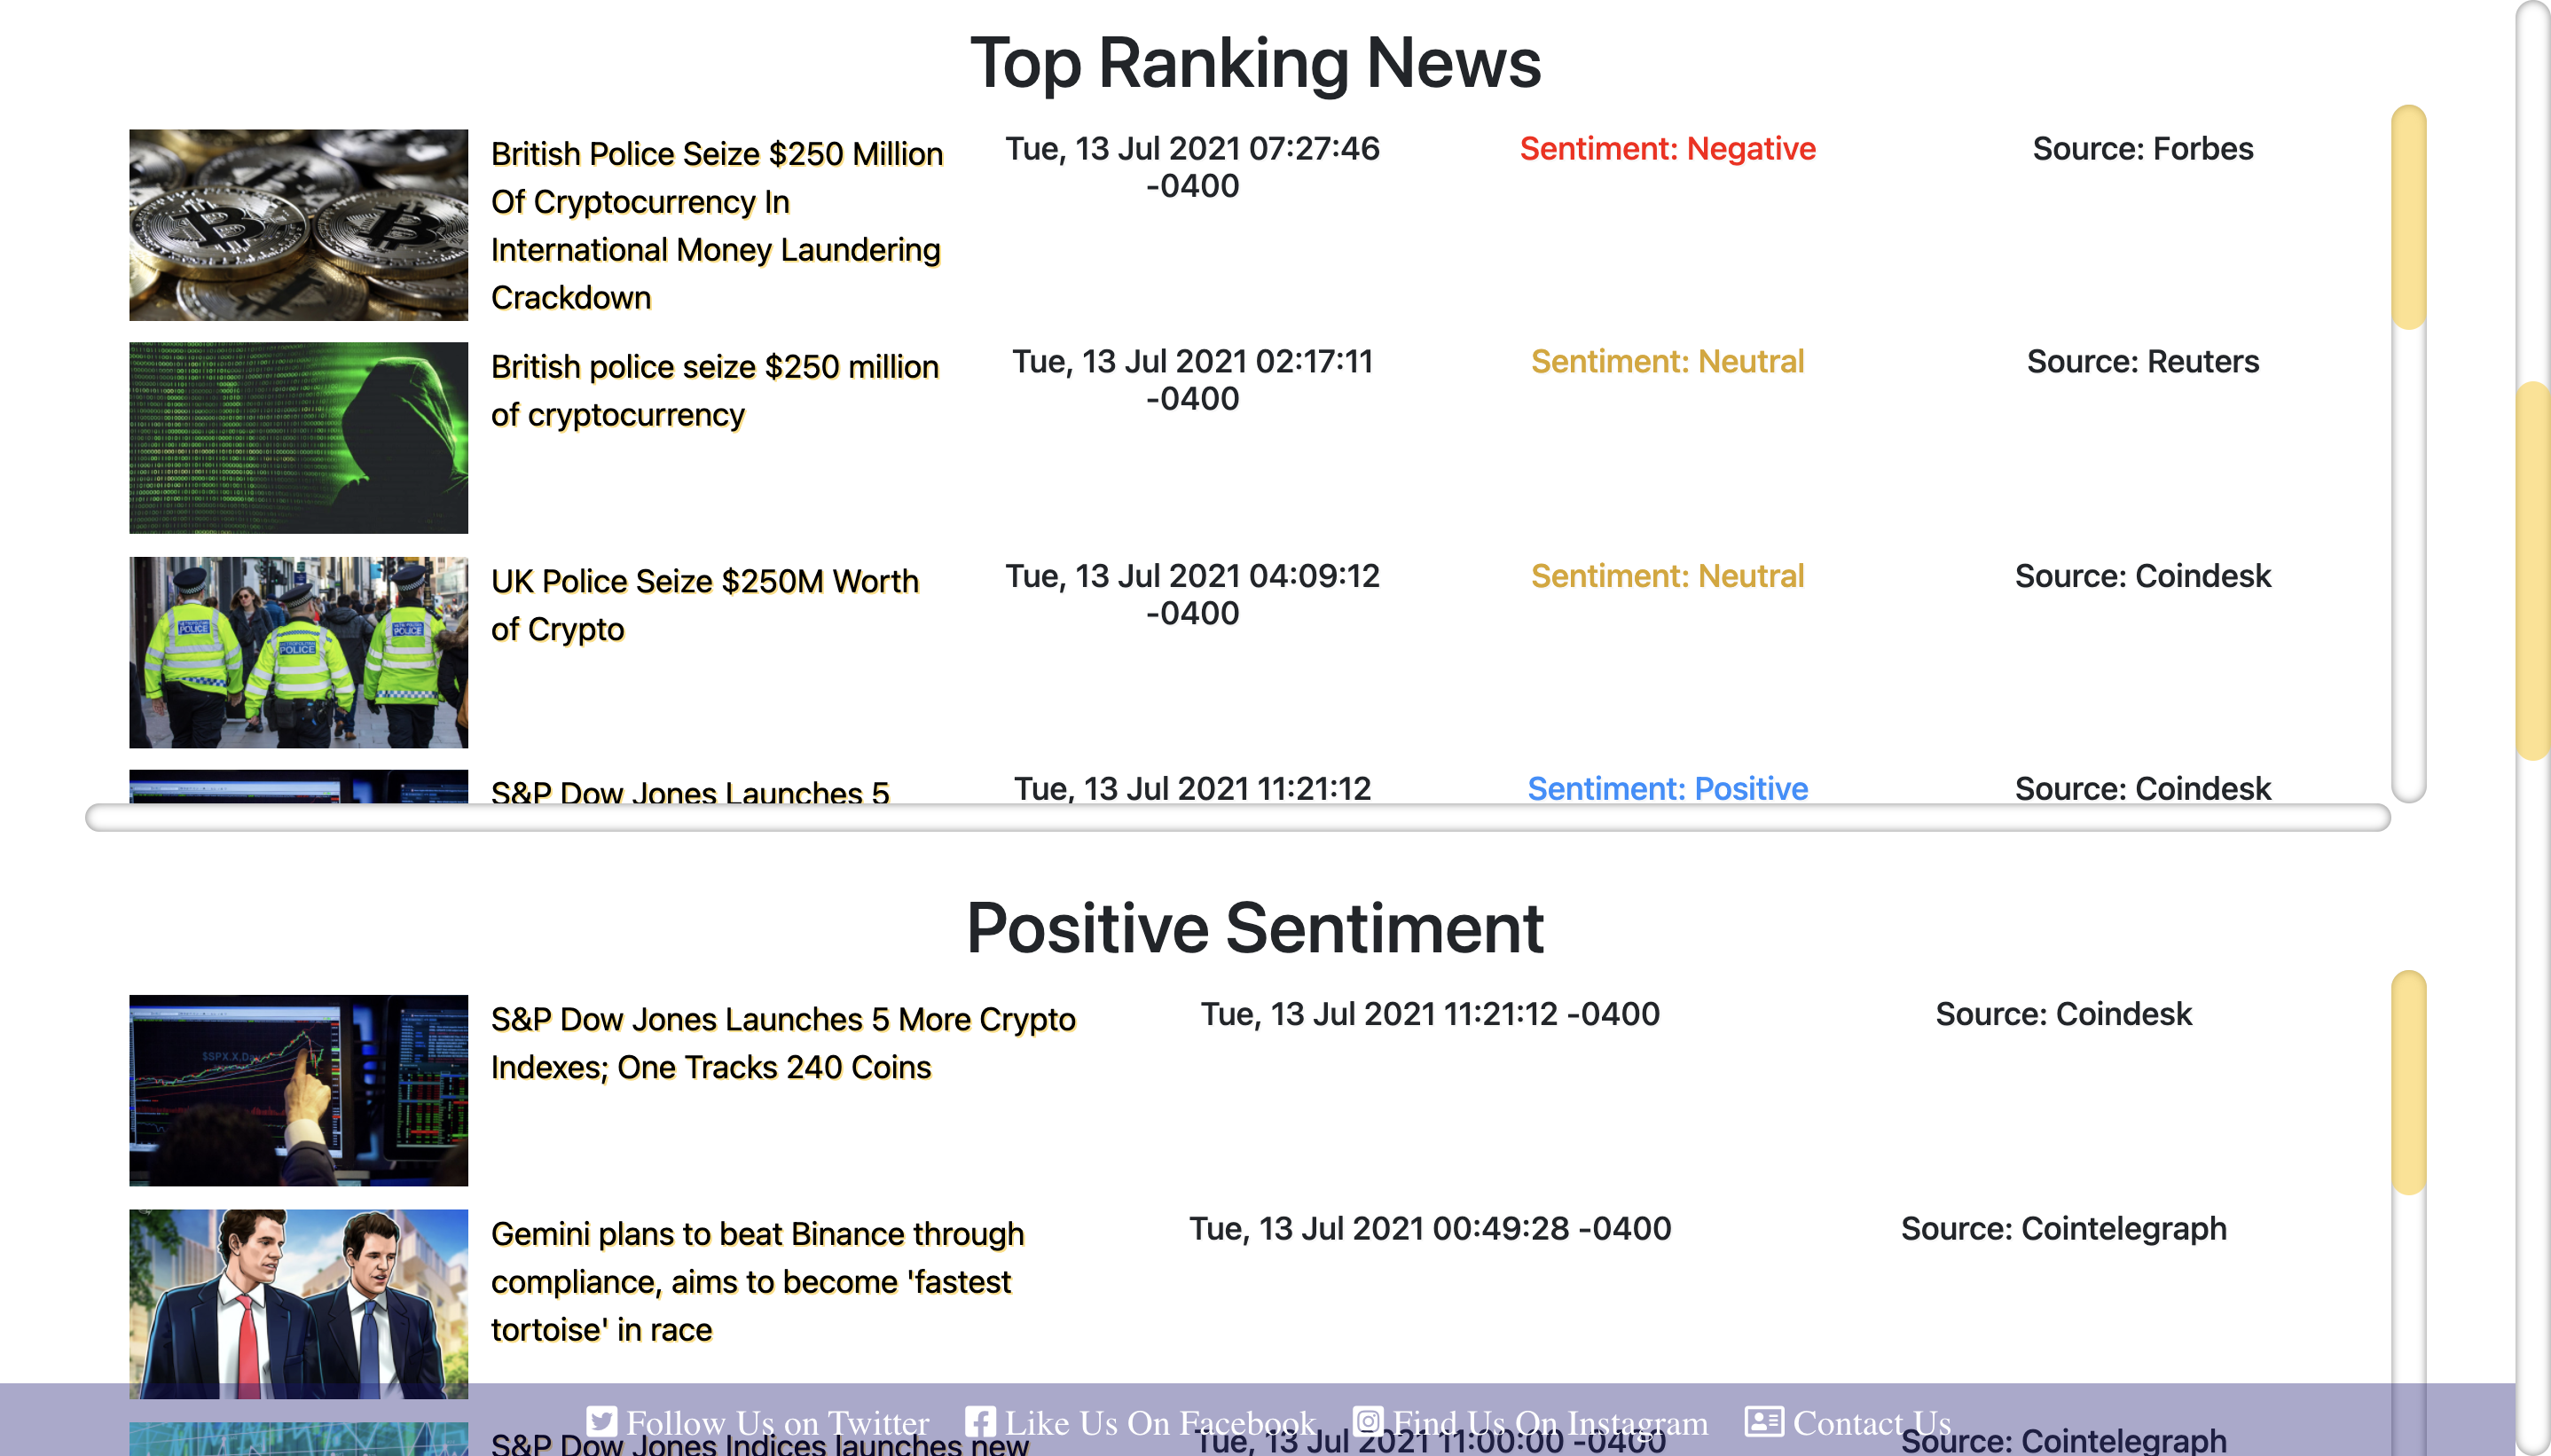 Top Ranking News
British Police Seize $250 Million
Of Cryptocurrency In
International Money Laundering
Crackdown
Tue, 13 Jul 2021 07:27:46
-0400
Sentiment: Negative
Source: Forbes
British police seize $250 million
of cryptocurrency
Tue, 13 Jul 2021 02:17:11
-0400
Sentiment: Neutral
Source: Reuters
POLICE
POLICE
POLICE
UK Police Seize $250M Worth
of Crypto
Tue, 13 Jul 2021 04:09:12
-0400
Sentiment: Neutral
Source: Coindesk
S&P Dow Jones Launches 5
Tue, 13 Jul 2021 11:21:12
Sentiment: Positive
Source: Coindesk
Positive Sentiment
S&P Dow Jones Launches 5 More Crypto
Indexes; One Tracks 240 Coins
Tue, 13 Jul 2021 11:21:12 -0400
Source: Coindesk
Gemini plans to beat Binance through
compliance, aims to become 'fastest
tortoise' in race
Tue, 13 Jul 2021 00:49:28 -0400
Source: Cointelegraph
Follow Us on Twitter Like Us On Facebook Find Us On Instagram Contact Us
S&P Dow Jones Indices launches new
Tue, 13 Jul 2021 11:00:00 -0400
Source: Cointelegraph